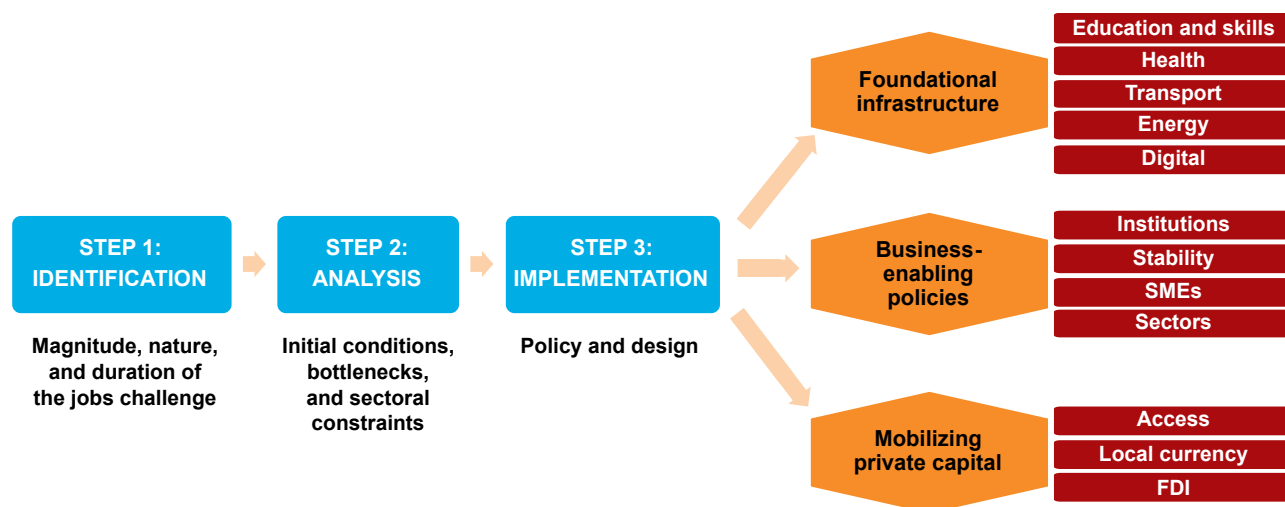 STEP 1:
IDENTIFICATION
Magnitude, nature,
and duration of
the jobs challenge
STEP 2:
ANALYSIS
Initial conditions,
bottlenecks,
and sectoral
constraints
STEP 3:
IMPLEMENTATION
Policy and design
Foundational
infrastructure
Education and skills
Health
Transport
Energy
Digital
Business-
enabling
policies
Institutions
Stability
SMEs
Sectors
Mobilizing
private capital
Access
Local currency
FDI